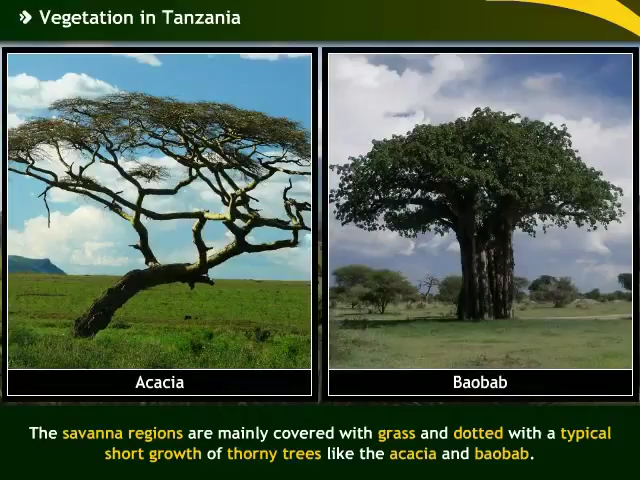 Vegetation in Tanzania
Acacia
Baobab
The savanna regions are mainly covered with grass and dotted with a typical
short growth of thorny trees like the acacia and baobab.